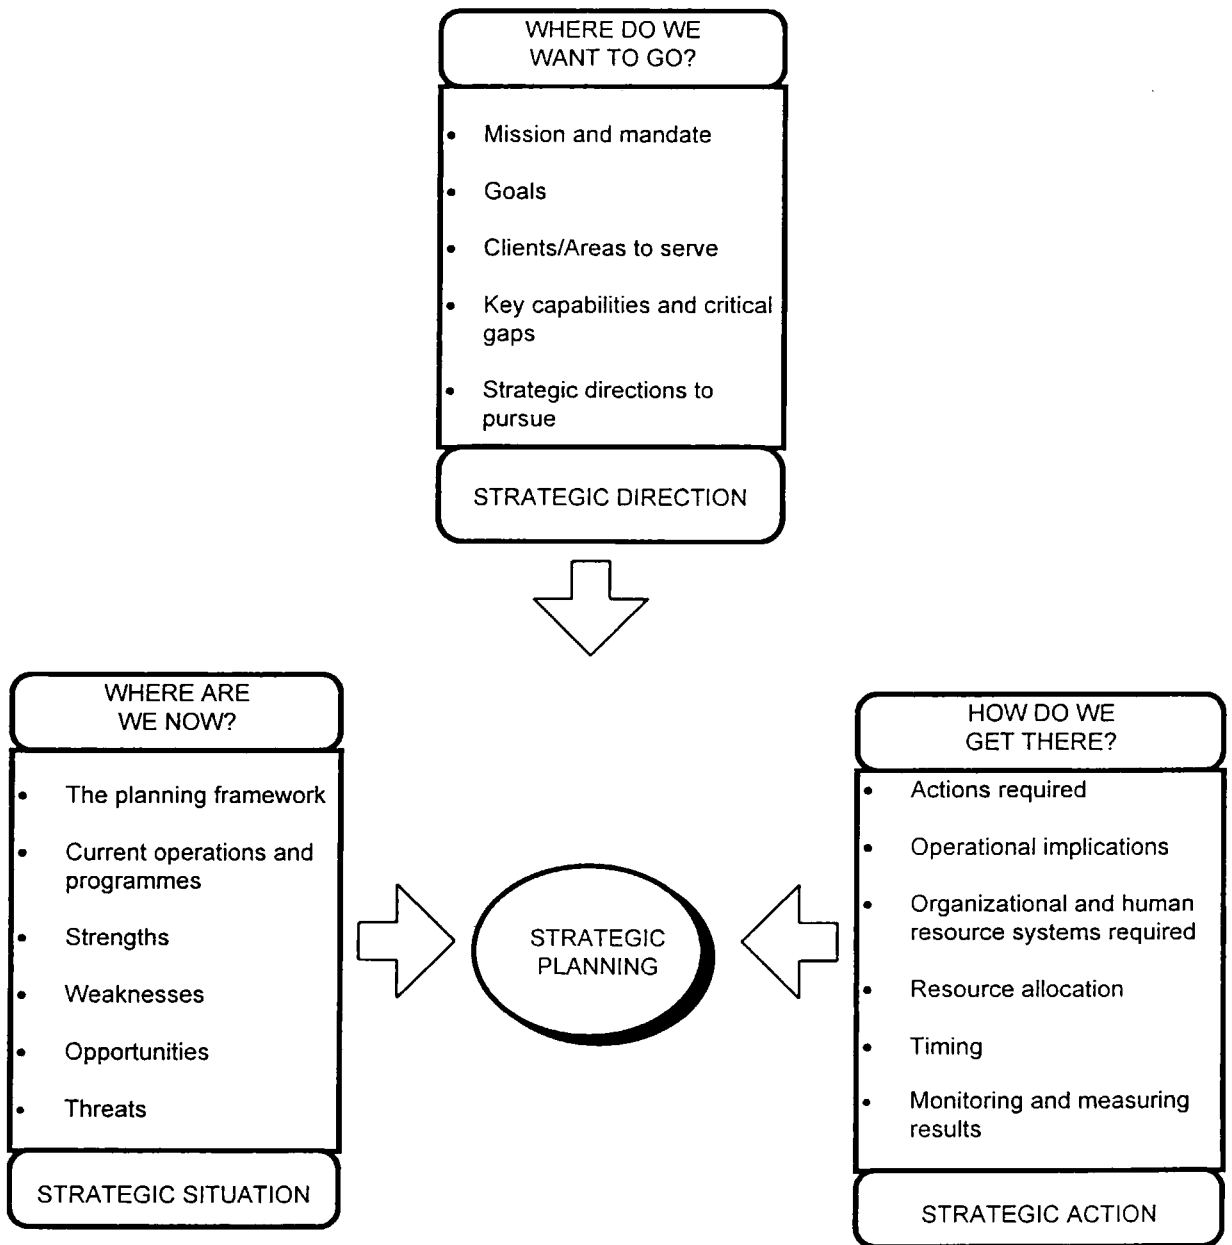 WHERE DO WE
WANT TO GO?
• Mission and mandate
• Goals
• Clients/Areas to serve
• Key capabilities and critical
gaps
• Strategic directions to
pursue
STRATEGIC DIRECTION
WHERE ARE
WE NOW?
• The planning framework
• Current operations and
programmes
• Strengths
• Weaknesses
• Opportunities
• Threats
STRATEGIC SITUATION
STRATEGIC
PLANNING
HOW DO WE
GET THERE?
• Actions required
• Operational implications
• Organizational and human
resource systems required
• Resource allocation
• Timing
• Monitoring and measuring
results
STRATEGIC ACTION